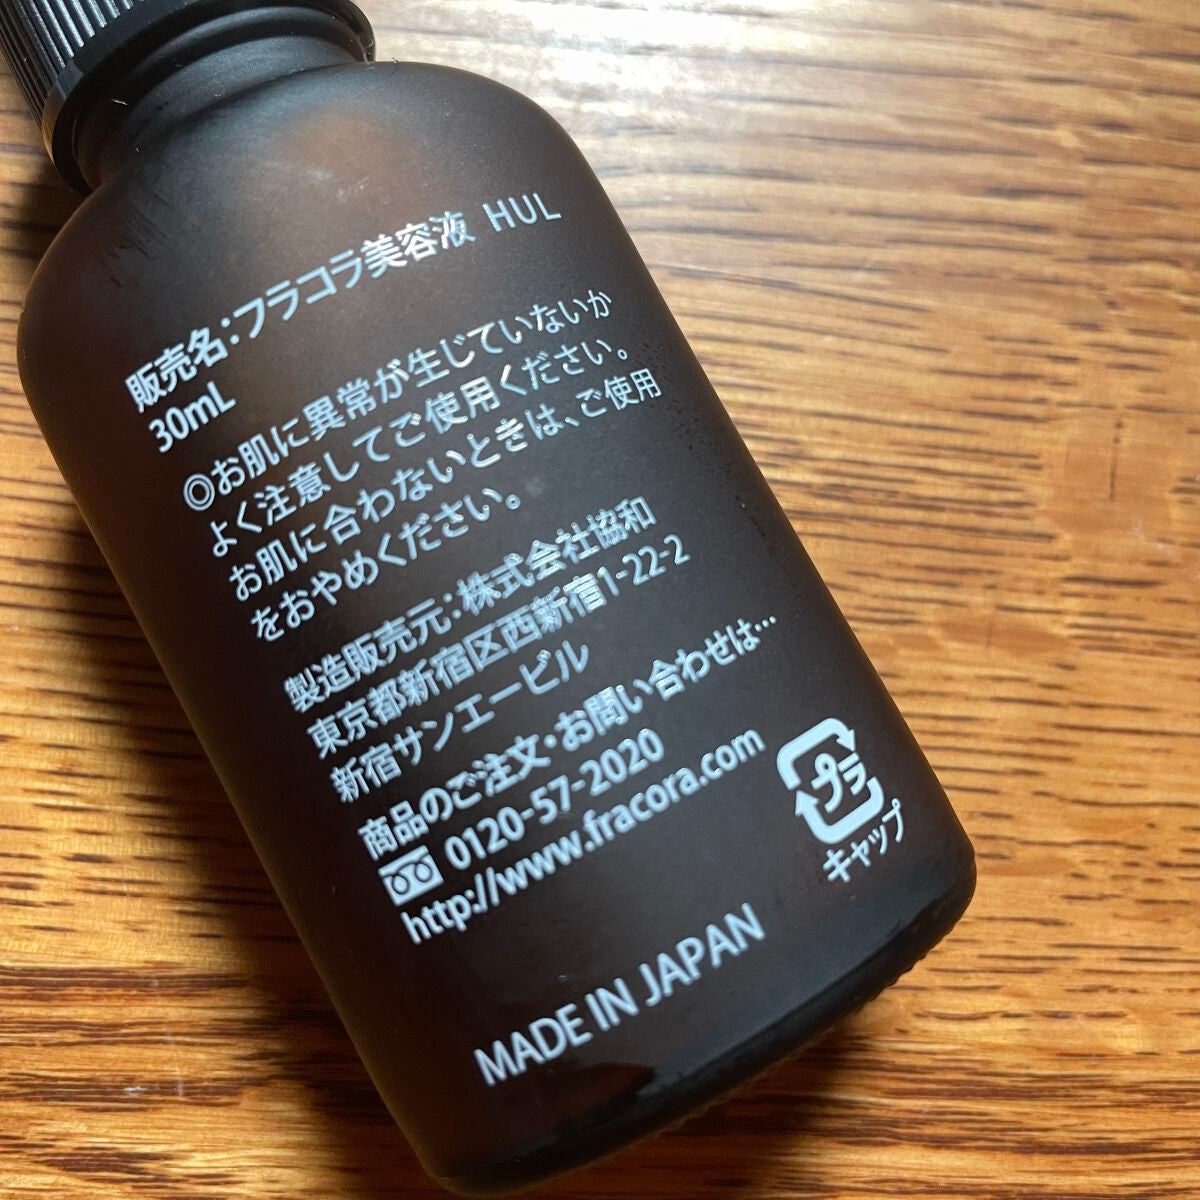 販売名：フラコラ美容液 HUL
30mL
◎お肌に異常が生じていないか
よく注意してご使用ください。
お肌に合わないときは、ご使用
をおやめください。
製造販売元：株式会社協和
東京都新宿区西新宿1-22-2
新宿サンエービル
商品のご注文・お問い合わせは…
0120-57-2020
http://www.fracora.com
プラ
キャップ
MADE IN JAPAN